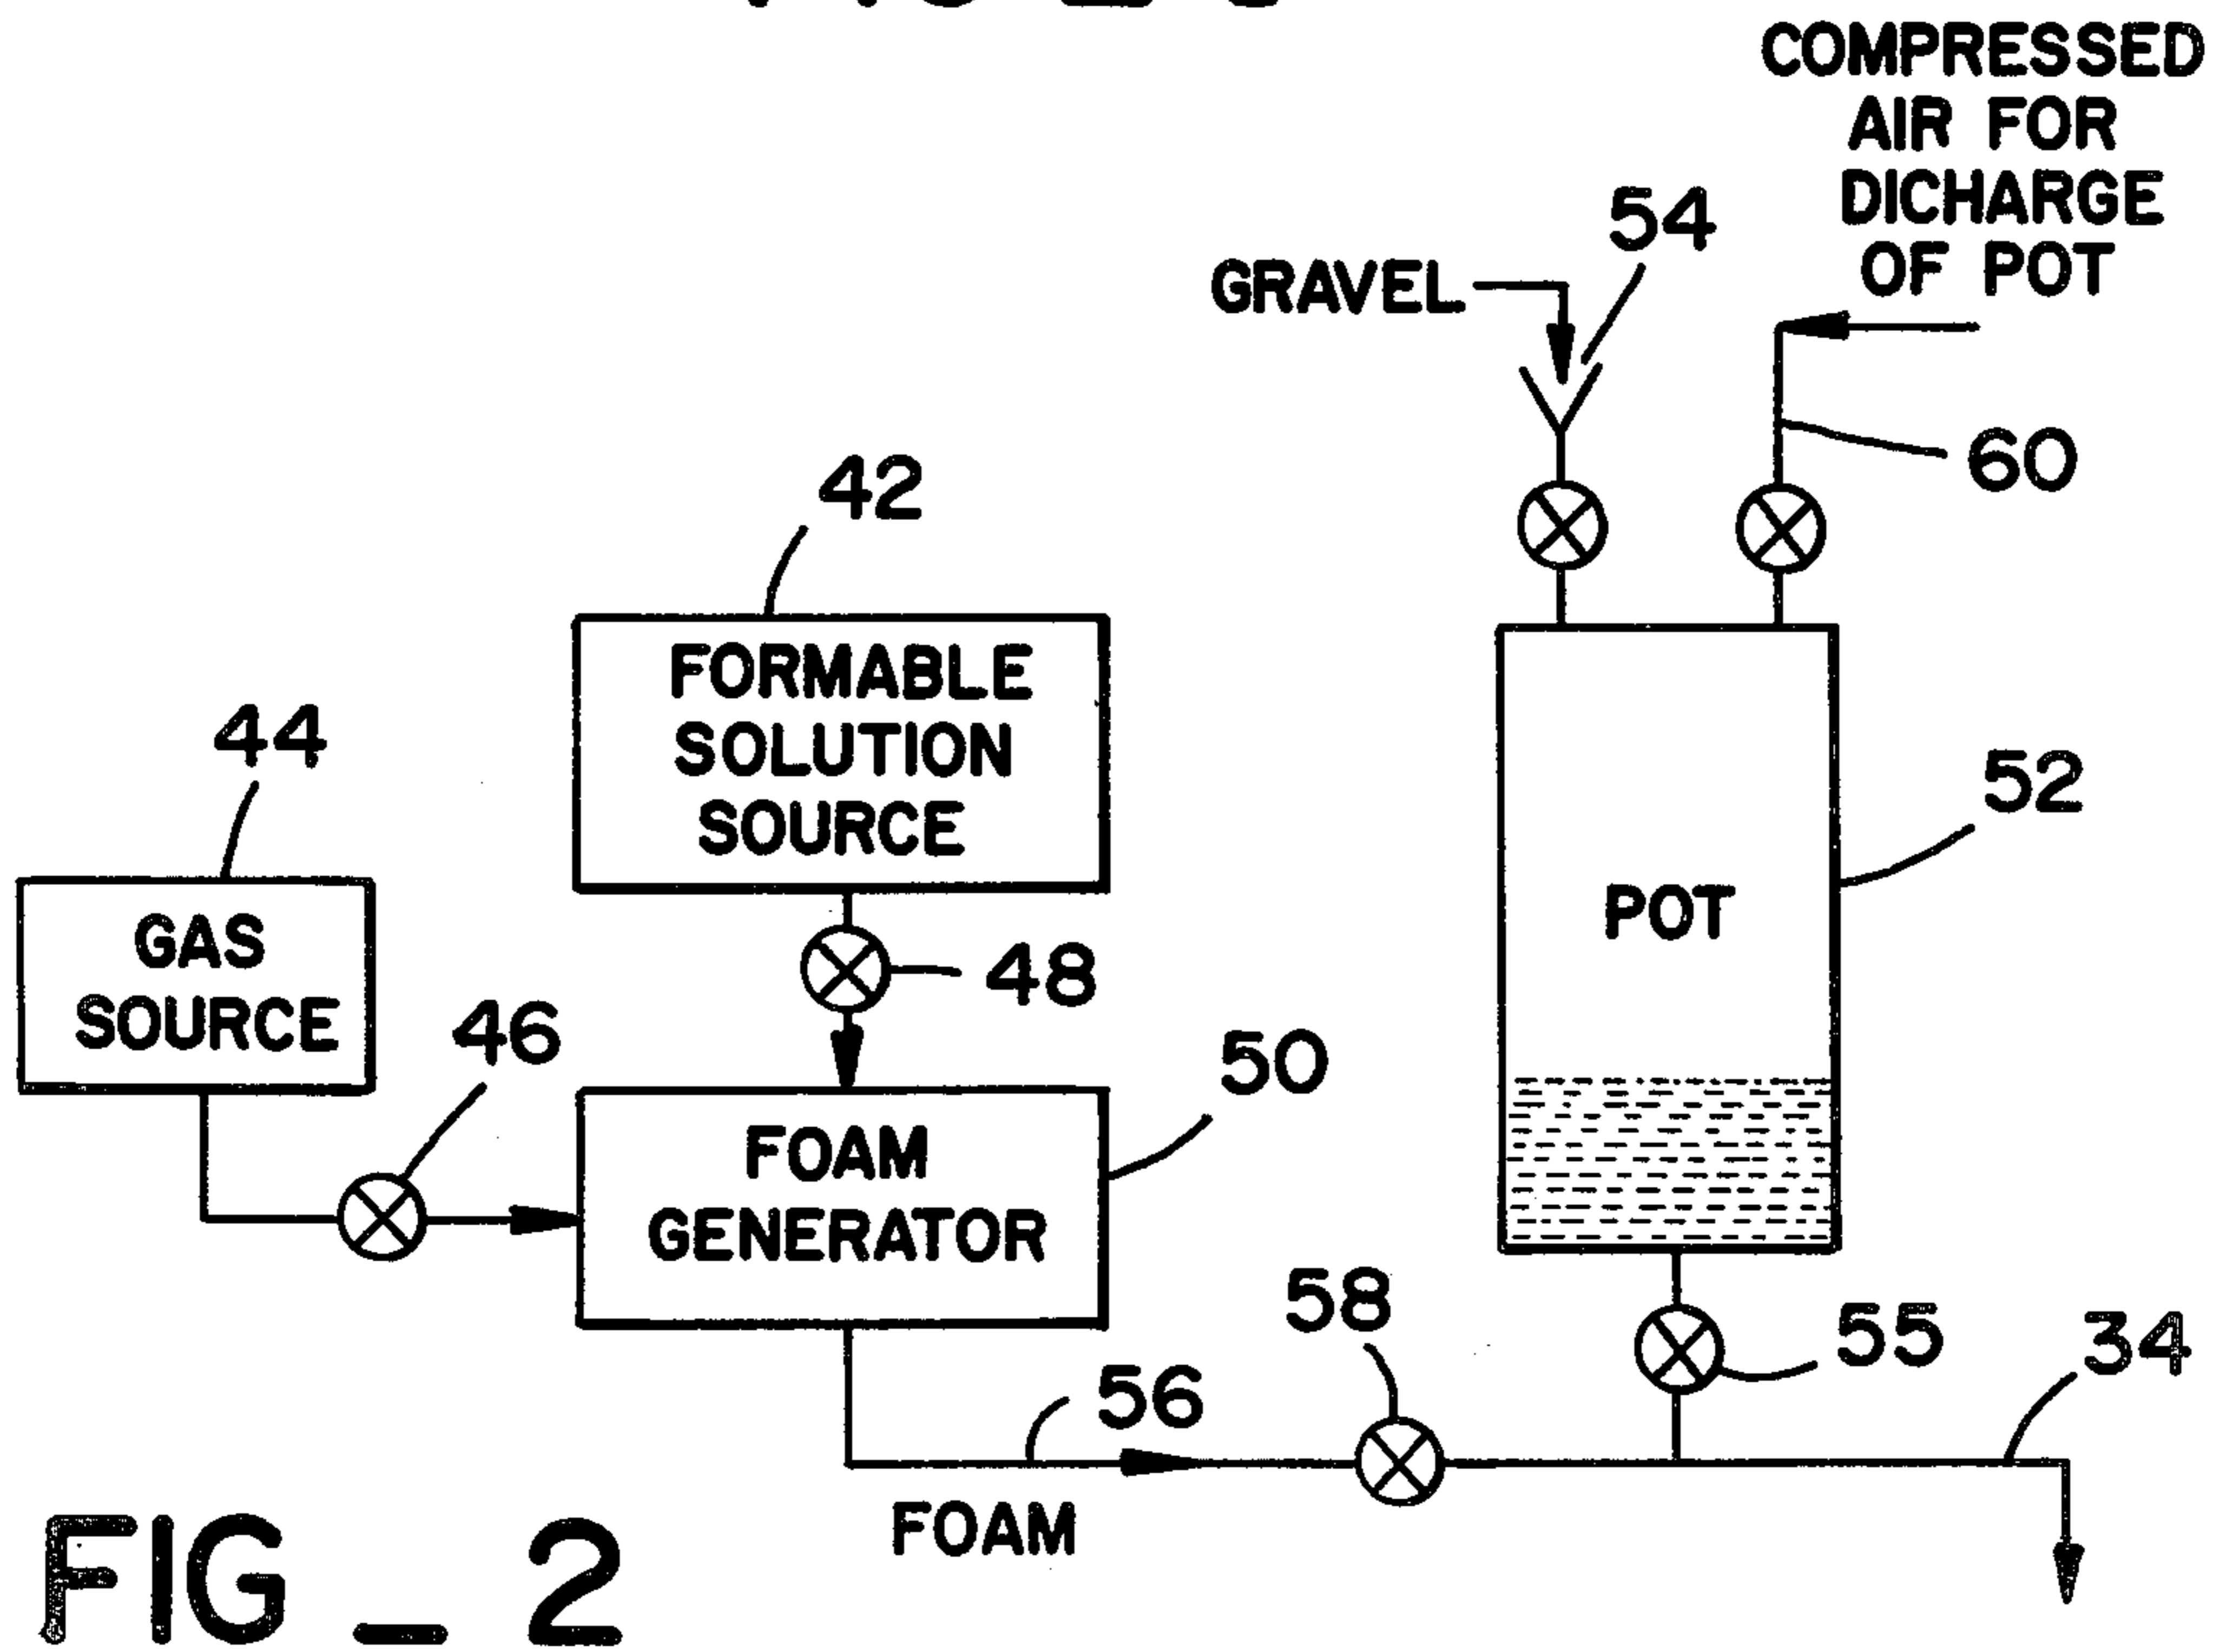 COMPRESSED
AIR FOR
DICHARGE
OF POT
54
GRAVEL
60
42
FORMABLE
SOLUTION
SOURCE
44
52
GAS
SOURCE
POT
48
46
50
FOAM
GENERATOR
58
55
34
56
FOAM
FIG_2